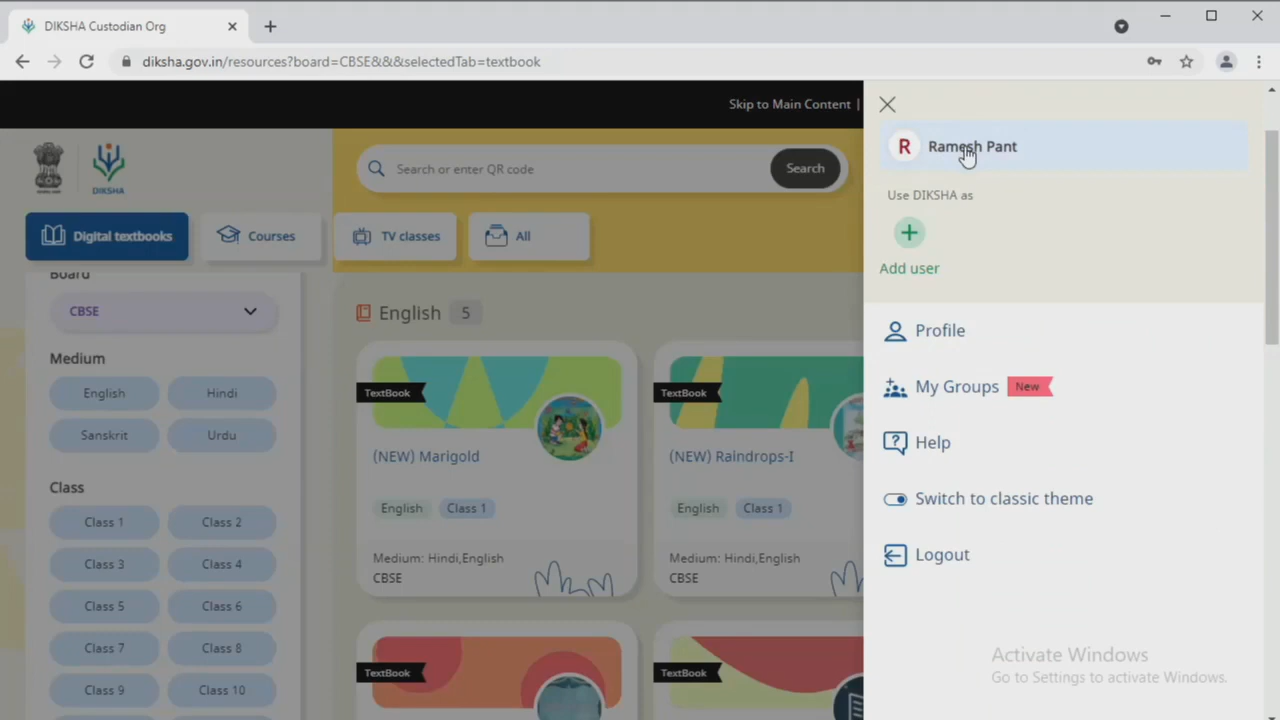 DIKSHA Custodian Org
diksha.gov.in/resources?board=CBSE&&&selectedTab=textbook
Skip to Main Content |
DIKSHA
Search or enter QR code
Search
Digital textbooks
Courses
TV classes
All
Board
CBSE
Medium
English
Hindi
Sanskrit
Urdu
Class
Class 1
Class 2
Class 3
Class 4
Class 5
Class 6
Class 7
Class 8
Class 9
Class 10
English 5
TextBook
(NEW) Marigold
English
Class 1
Medium: Hindi,English
CBSE
TextBook
(NEW) Raindrops-I
English
Class 1
Medium: Hindi,English
CBSE
TextBook
TextBook
R
Ramesh Pant
Use DIKSHA as
Add user
Profile
My Groups New
Help
Switch to classic theme
Logout
Activate Windows
Go to Settings to activate Windows.